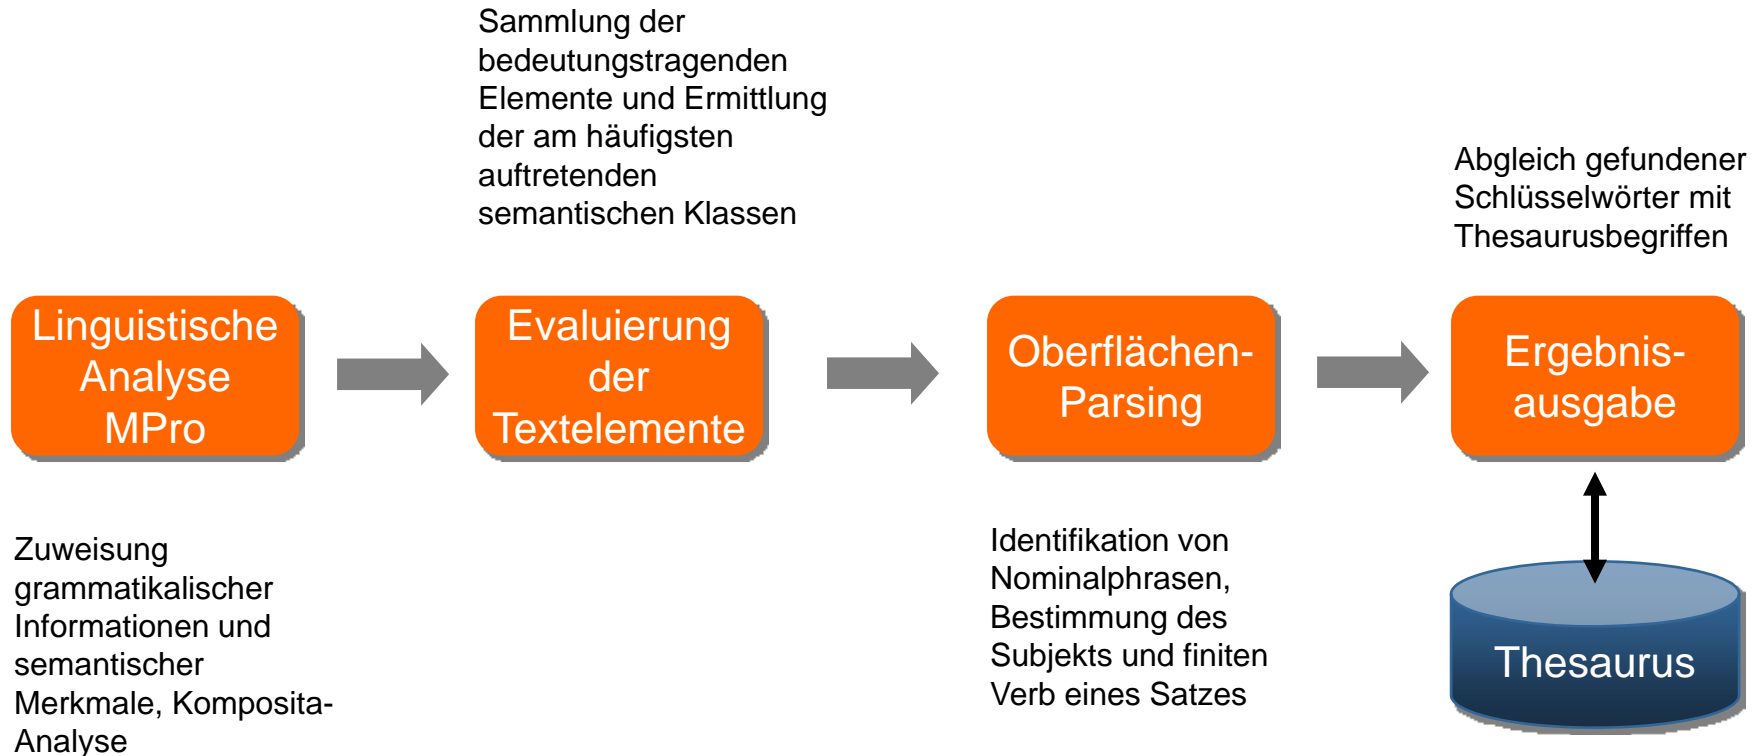 Sammlung der
bedeutungstragenden
Elemente und Ermittlung
der am häufigsten
auftretenden
semantischen Klassen
Abgleich gefundener
Schlüsselwörter mit
Thesaurusbegriffen
Linguistische
Analyse
MPro
Evaluierung
der
Textelemente
Oberflächen-
Parsing
Ergebnis-
ausgabe
Zuweisung
grammatikalischer
Informationen und
semantischer
Merkmale, Komposita-
Analyse
Identifikation von
Nominalphrasen,
Bestimmung des
Subjekts und finiten
Verb eines Satzes
Thesaurus